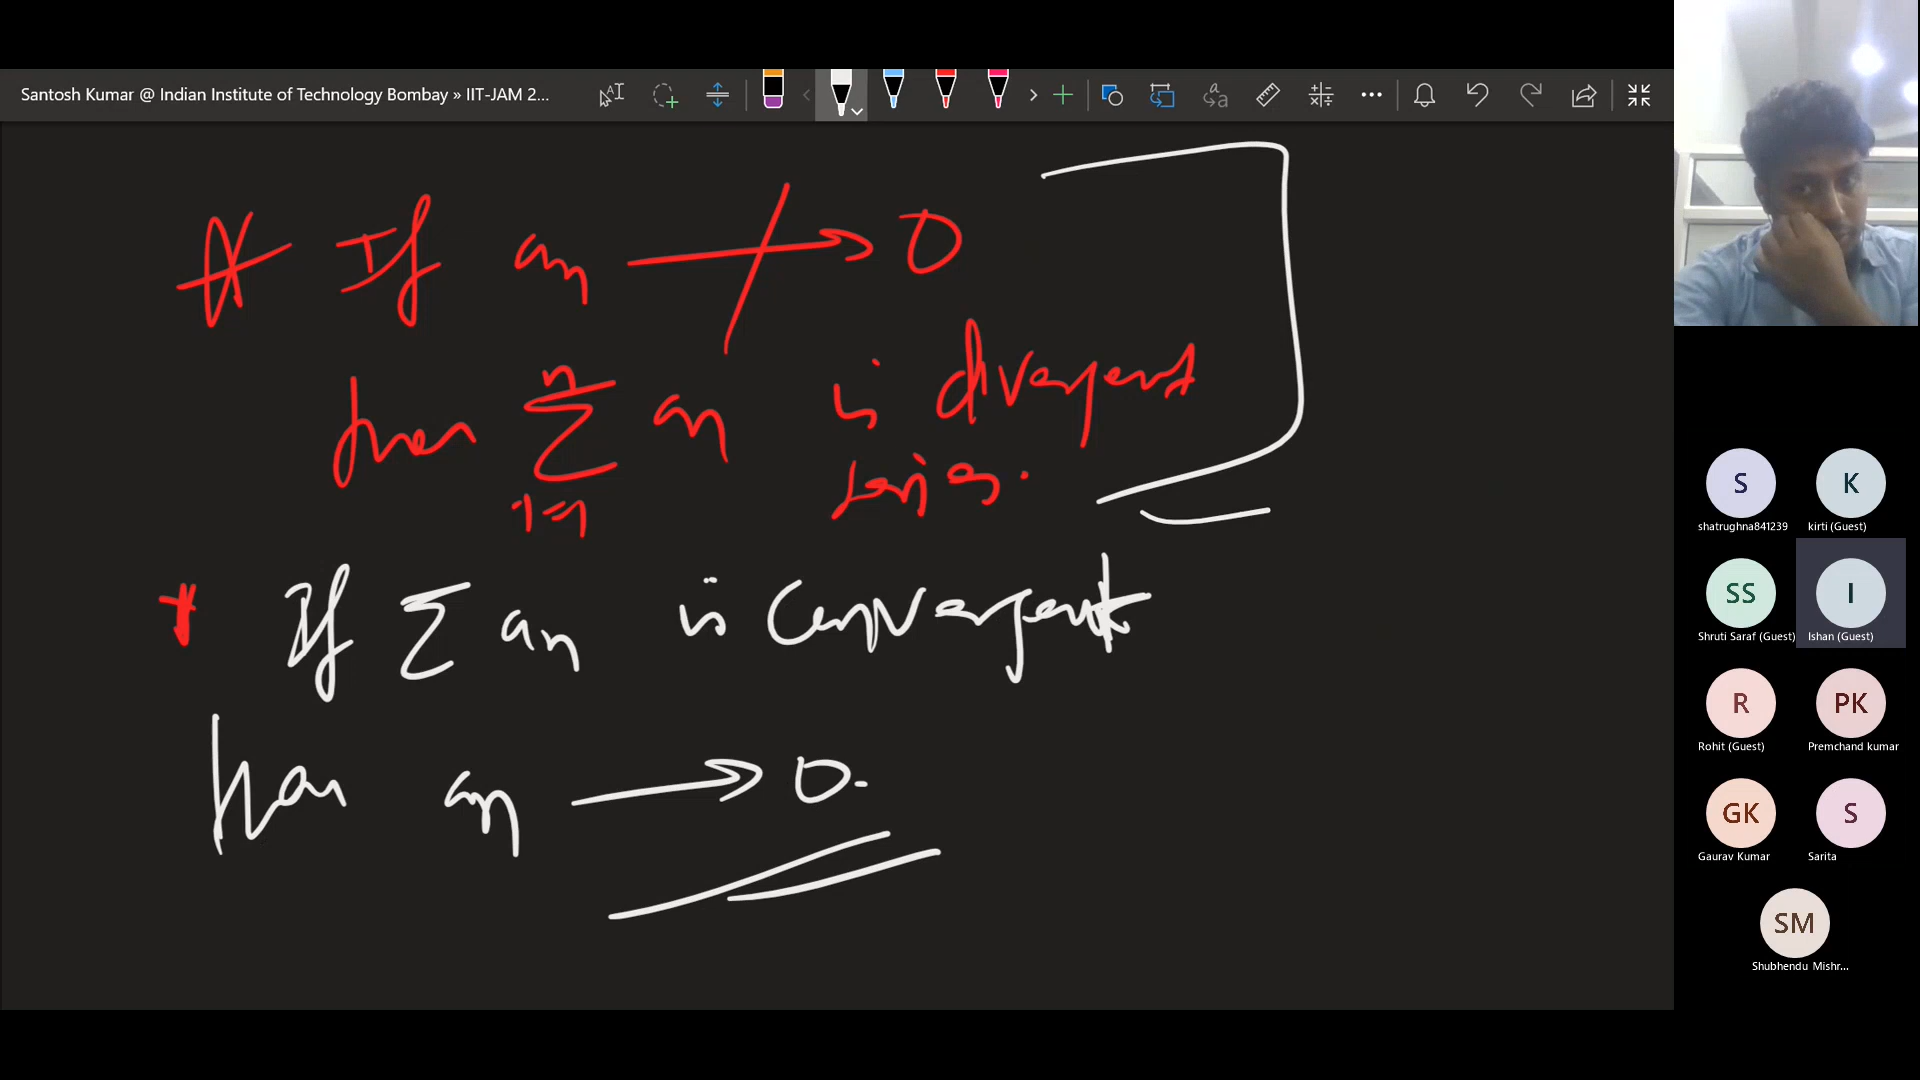 Santosh Kumar @ Indian Institute of Technology Bombay » IIT-JAM 2...
If an ↛ 0
then n ∑ i=1 an is divergent
series.
* If ∑ an is convergent
then an → 0.
S
shatrughna841239
K
kirti (Guest)
SS
Shruti Saraf (Guest)
I
Ishan (Guest)
R
Rohit (Guest)
PK
Premchand kumar
GK
Gaurav Kumar
S
Sarita
SM
Shubhendu Mishr...